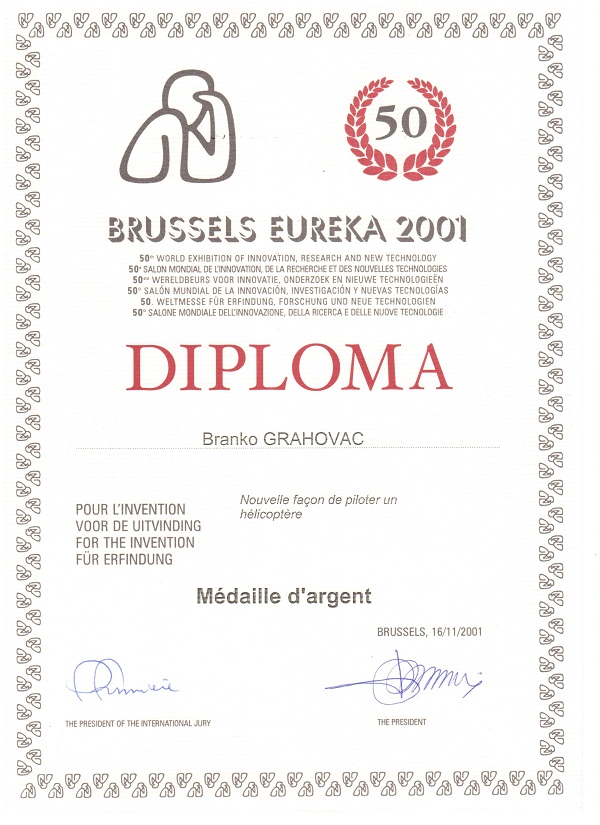 50
BRUSSELS EUREKA 2001
50th WORLD EXHIBITION OF INNOVATION, RESEARCH AND NEW TECHNOLOGY
50e SALON MONDIAL DE L'INNOVATION, DE LA RECHERCHE ET DES NOUVELLES TECHNOLOGIES
50ste WERELDBEURS VOOR INNOVATIE, ONDERZOEK EN NIEUWE TECHNOLOGIEËN
50° SALÓN MUNDIAL DE LA INNOVACIÓN, INVESTIGACIÓN Y NUEVAS TECNOLOGÍAS
50. WELTMESSE FÜR ERFINDUNG, FORSCHUNG UND NEUE TECHNOLOGIEN
50° SALONE MONDIALE DELL'INNOVAZIONE, DELLA RICERCA E DELLE NUOVE TECNOLOGIE
DIPLOMA
Branko GRAHOVAC
POUR L'INVENTION
VOOR DE UITVINDING
FOR THE INVENTION
FÜR ERFINDUNG
Nouvelle façon de piloter un
hélicoptère
Médaille d'argent
BRUSSELS, 16/11/2001
THE PRESIDENT OF THE INTERNATIONAL JURY
THE PRESIDENT